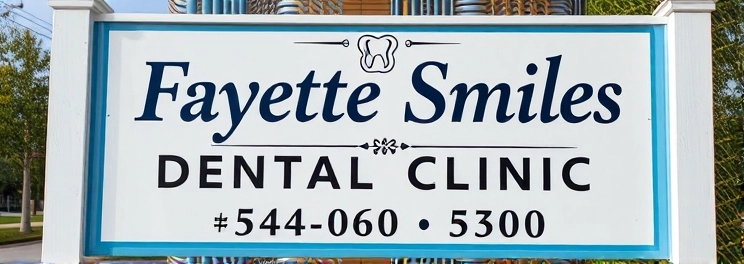 Fayette Smiles
DENTAL CLINIC
#544-060 • 5300